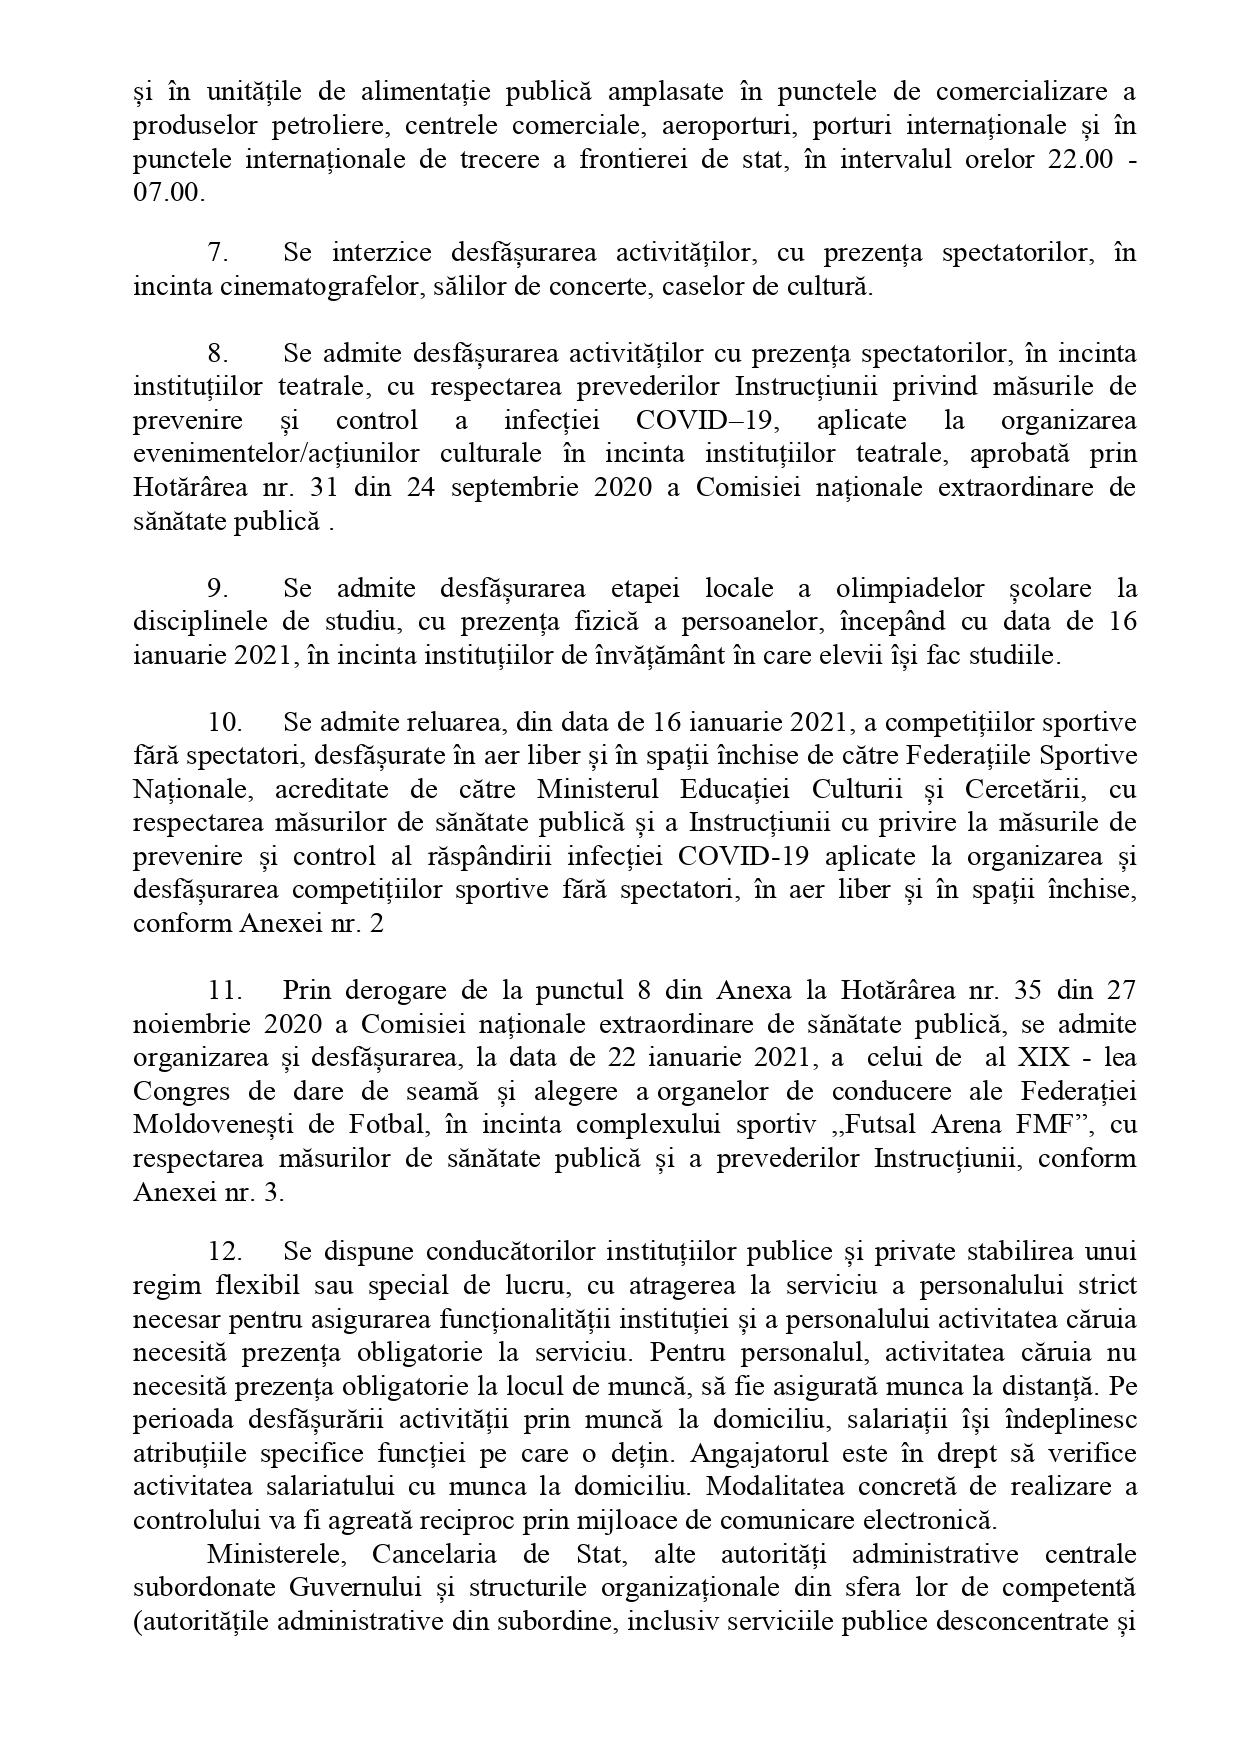 și în unitățile de alimentație publică amplasate în punctele de comercializare a
produselor petroliere, centrele comerciale, aeroporturi, porturi internaționale și în
punctele internaționale de trecere a frontierei de stat, în intervalul orelor 22.00 -
07.00.
7. Se interzice desfășurarea activităților, cu prezența spectatorilor, în
incinta cinematografelor, sălilor de concerte, caselor de cultură.
8. Se admite desfășurarea activităților cu prezența spectatorilor, în incinta
instituțiilor teatrale, cu respectarea prevederilor Instrucțiunii privind măsurile de
prevenire și control a infecției COVID–19, aplicate la organizarea
evenimentelor/acțiunilor culturale în incinta instituțiilor teatrale, aprobată prin
Hotărârea nr. 31 din 24 septembrie 2020 a Comisiei naționale extraordinare de
sănătate publică .
9. Se admite desfășurarea etapei locale a olimpiadelor școlare la
disciplinele de studiu, cu prezența fizică a persoanelor, începând cu data de 16
ianuarie 2021, în incinta instituțiilor de învățământ în care elevii își fac studiile.
10. Se admite reluarea, din data de 16 ianuarie 2021, a competițiilor sportive
fără spectatori, desfășurate în aer liber și în spații închise de către Federațiile Sportive
Naționale, acreditate de către Ministerul Educației Culturii și Cercetării, cu
respectarea măsurilor de sănătate publică și a Instrucțiunii cu privire la măsurile de
prevenire și control al răspândirii infecției COVID-19 aplicate la organizarea și
desfășurarea competițiilor sportive fără spectatori, în aer liber și în spații închise,
conform Anexei nr. 2
11. Prin derogare de la punctul 8 din Anexa la Hotărârea nr. 35 din 27
noiembrie 2020 a Comisiei naționale extraordinare de sănătate publică, se admite
organizarea și desfășurarea, la data de 22 ianuarie 2021, a celui de al XIX - lea
Congres de dare de seamă și alegere a organelor de conducere ale Federației
Moldovenești de Fotbal, în incinta complexului sportiv ,,Futsal Arena FMF”, cu
respectarea măsurilor de sănătate publică și a prevederilor Instrucțiunii, conform
Anexei nr. 3.
12. Se dispune conducătorilor instituțiilor publice și private stabilirea unui
regim flexibil sau special de lucru, cu atragerea la serviciu a personalului strict
necesar pentru asigurarea funcționalității instituției și a personalului activitatea căruia
necesită prezența obligatorie la serviciu. Pentru personalul, activitatea căruia nu
necesită prezența obligatorie la locul de muncă, să fie asigurată munca la distanță. Pe
perioada desfășurării activității prin muncă la domiciliu, salariații își îndeplinesc
atribuțiile specifice funcției pe care o dețin. Angajatorul este în drept să verifice
activitatea salariatului cu munca la domiciliu. Modalitatea concretă de realizare a
controlului va fi agreată reciproc prin mijloace de comunicare electronică.
Ministerele, Cancelaria de Stat, alte autorități administrative centrale
subordonate Guvernului și structurile organizaționale din sfera lor de competentă
(autoritățile administrative din subordine, inclusiv serviciile publice desconcentrate și